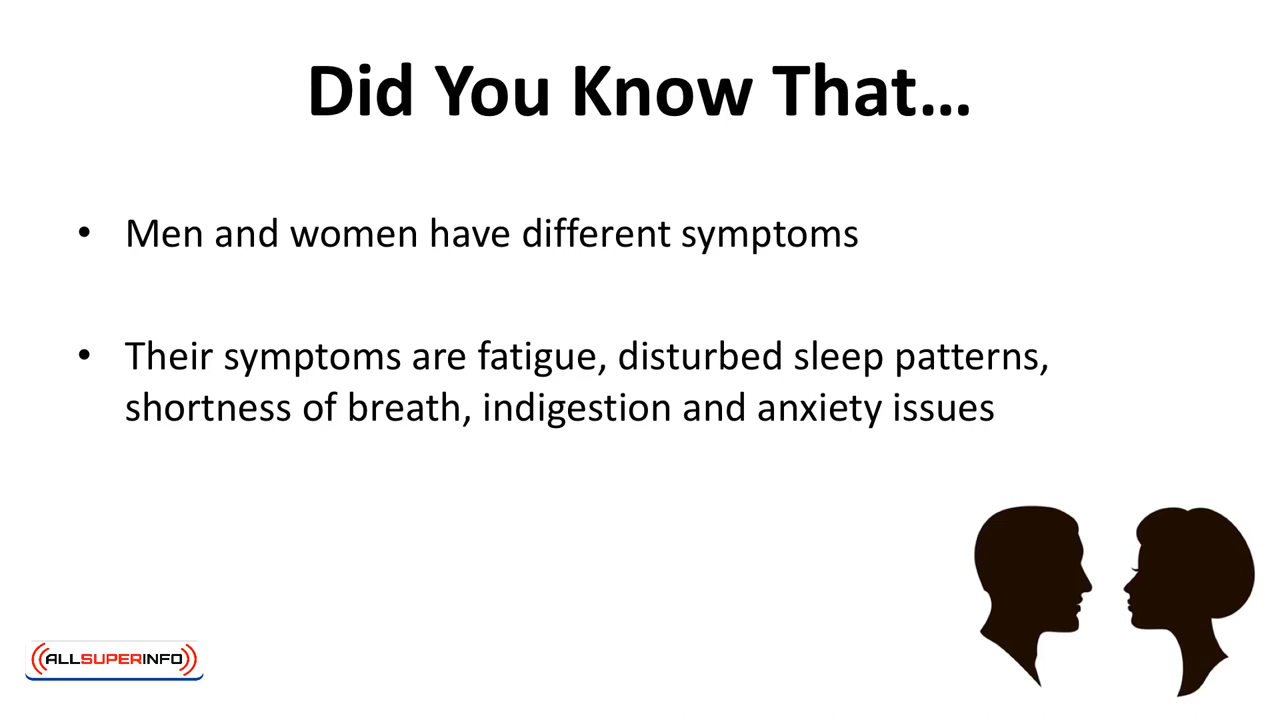 Did You Know That…
• Men and women have different symptoms
• Their symptoms are fatigue, disturbed sleep patterns,
shortness of breath, indigestion and anxiety issues
ALLSUPERINFO